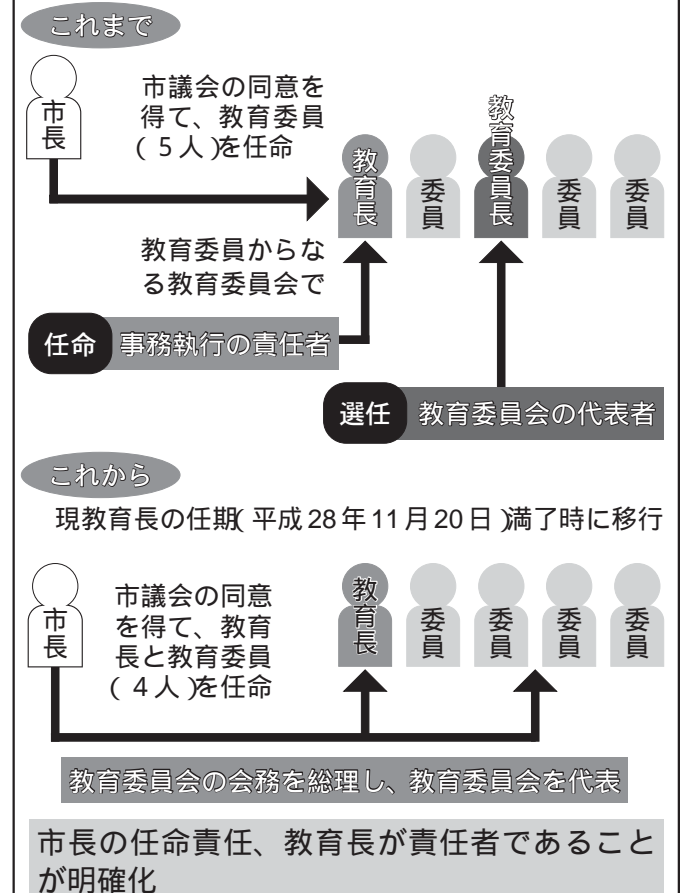 これまで
市長
市議会の同意を
得て、教育委員
(5人)を任命
教育長
委員
教育委員長
委員
委員
教育委員からな
る教育委員会で
任命 事務執行の責任者
選任 教育委員会の代表者
これから
現教育長の任期(平成28年11月20日)満了時に移行
市長
市議会の同意
を得て、教育
長と教育委員
(4人)を任命
教育長
委員
委員
委員
委員
教育委員会の会務を総理し、教育委員会を代表
市長の任命責任、教育長が責任者であること
が明確化